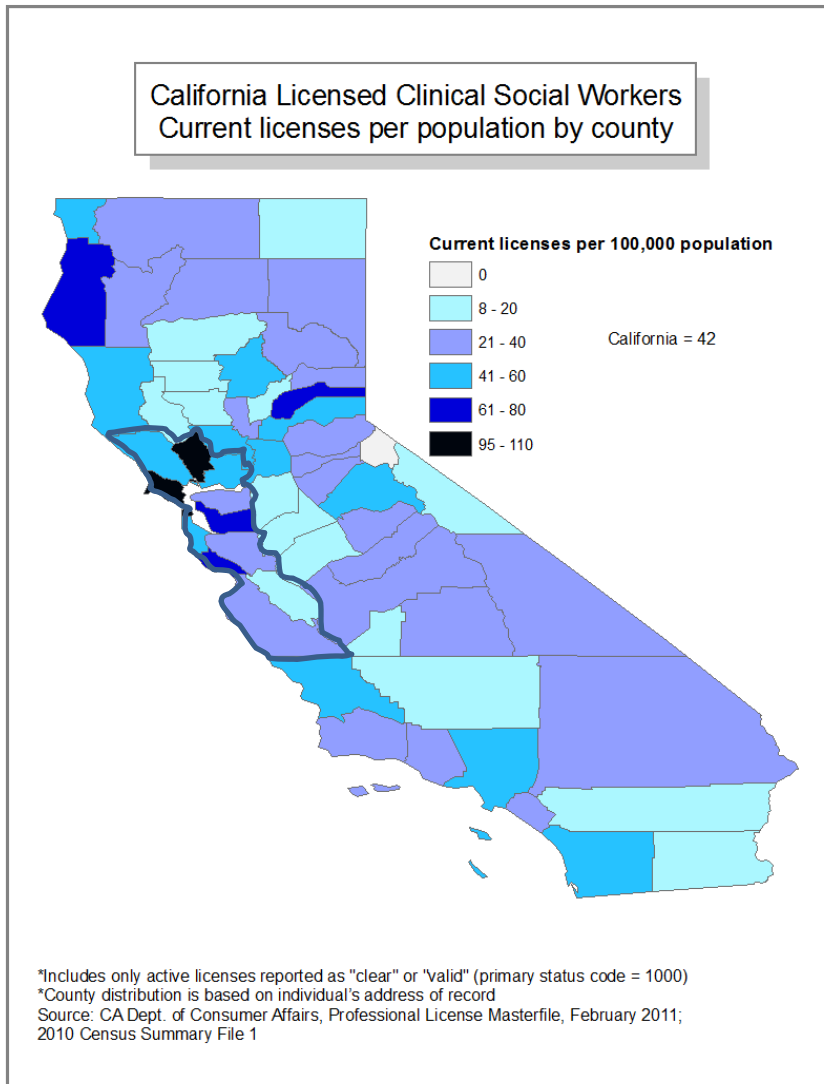 California Licensed Clinical Social Workers
Current licenses per population by county
Current licenses per 100,000 population
0
8 - 20
21 - 40
41 - 60
61 - 80
95 - 110
California = 42
*Includes only active licenses reported as "clear" or "valid" (primary status code = 1000)
*County distribution is based on individual's address of record
Source: CA Dept. of Consumer Affairs, Professional License Masterfile, February 2011;
2010 Census Summary File 1